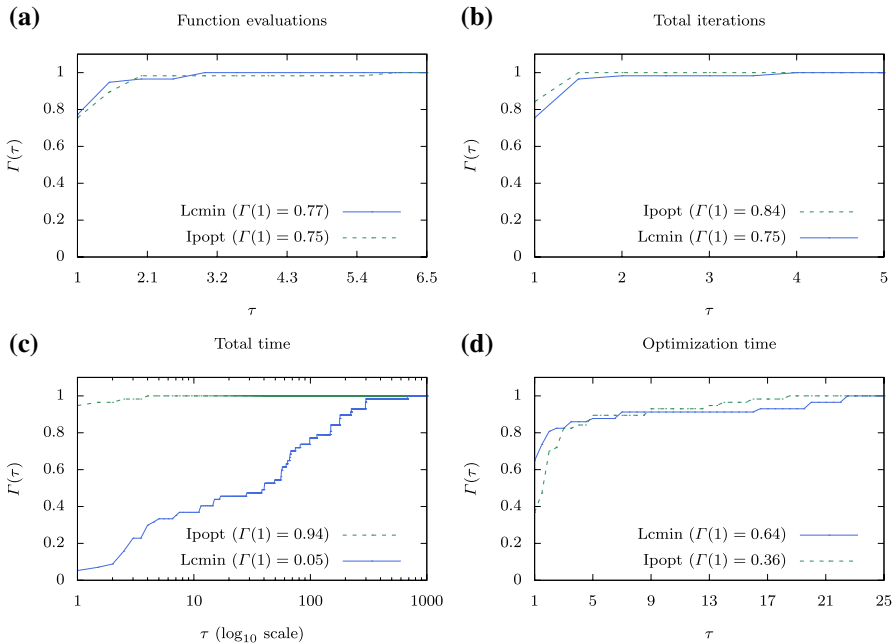 (a)
Function evaluations
Γ(τ)
1
0.8
0.6
0.4
0.2
0
Lcmin (Γ(1) = 0.77)
Ipopt (Γ(1) = 0.75)
1 2.1 3.2 4.3 5.4 6.5
τ
(b)
Total iterations
Γ(τ)
1
0.8
0.6
0.4
0.2
0
Ipopt (Γ(1) = 0.84)
Lcmin (Γ(1) = 0.75)
1 2 3 4 5
τ
(c)
Total time
Γ(τ)
1
0.8
0.6
0.4
0.2
0
Ipopt (Γ(1) = 0.94)
Lcmin (Γ(1) = 0.05)
1 10 100 1000
τ (log₁₀ scale)
(d)
Optimization time
Γ(τ)
1
0.8
0.6
0.4
0.2
0
Lcmin (Γ(1) = 0.64)
Ipopt (Γ(1) = 0.36)
1 5 9 13 17 21 25
τ